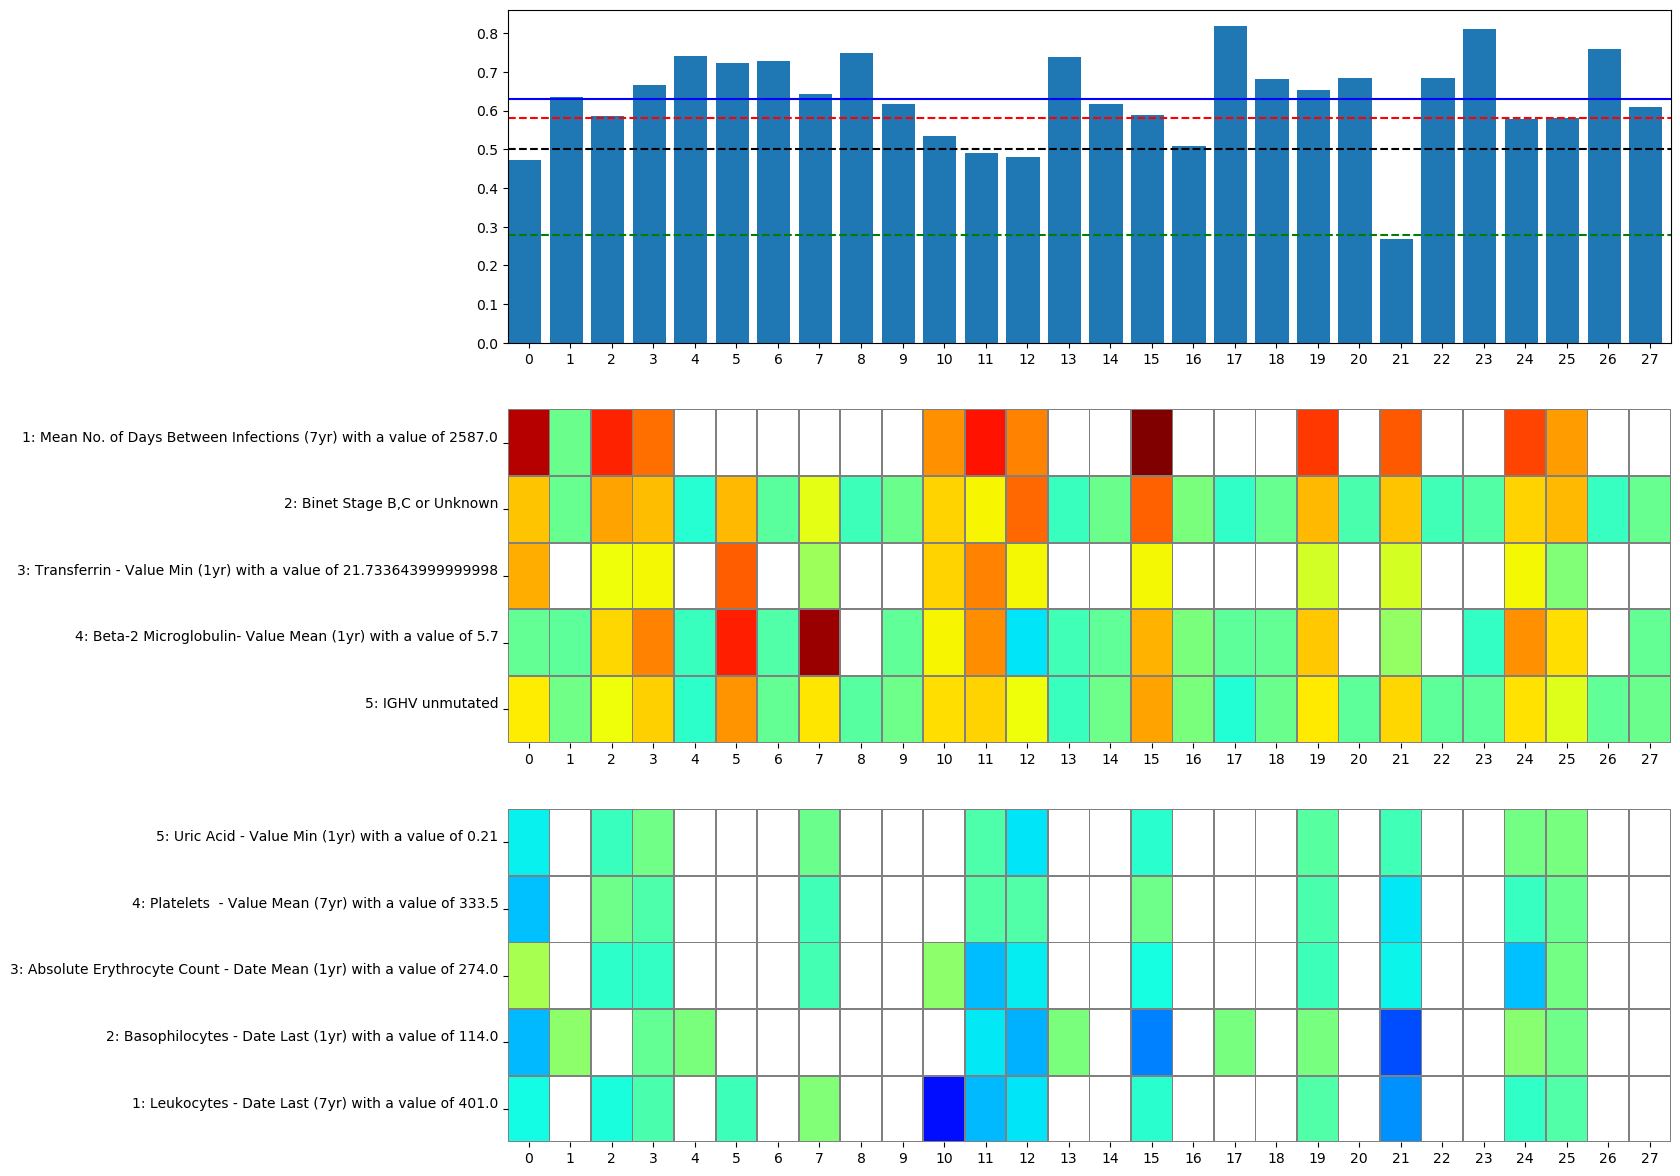 0.8
0.7
0.6
0.5
0.4
0.3
0.2
0.1
0.0
0 1 2 3 4 5 6 7 8 9 10 11 12 13 14 15 16 17 18 19 20 21 22 23 24 25 26 27
1: Mean No. of Days Between Infections (7yr) with a value of 2587.0
2: Binet Stage B,C or Unknown
3: Transferrin - Value Min (1yr) with a value of 21.733643999999998
4: Beta-2 Microglobulin- Value Mean (1yr) with a value of 5.7
5: IGHV unmutated
0 1 2 3 4 5 6 7 8 9 10 11 12 13 14 15 16 17 18 19 20 21 22 23 24 25 26 27
5: Uric Acid - Value Min (1yr) with a value of 0.21
4: Platelets  - Value Mean (7yr) with a value of 333.5
3: Absolute Erythrocyte Count - Date Mean (1yr) with a value of 274.0
2: Basophilocytes - Date Last (1yr) with a value of 114.0
1: Leukocytes - Date Last (7yr) with a value of 401.0
0 1 2 3 4 5 6 7 8 9 10 11 12 13 14 15 16 17 18 19 20 21 22 23 24 25 26 27